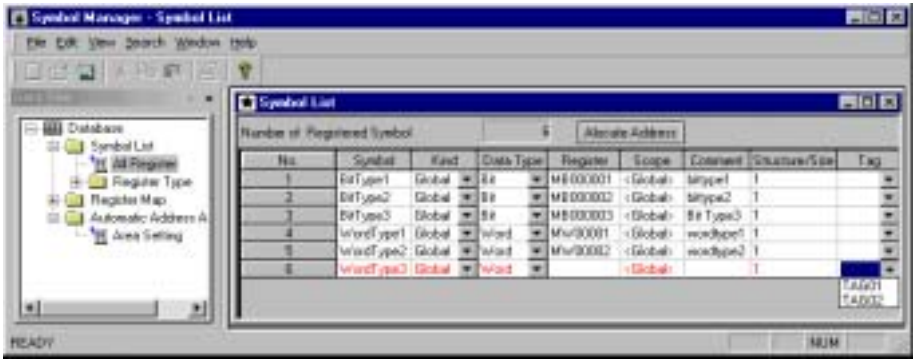 Symbol Manager - Symbol List
File Edit View Search Window Help
Database
Symbol List
All Register
Register Type
Register Map
Automatic Address A
Area Setting
Symbol List
Number of Registered Symbol 6 Allocate Address
No. Symbol Kind Data Type Register Scope Comment Structure/Size Tag
1 BitType1 Global Bit MB000001 <Global> bittype1 1
2 BitType2 Global Bit MB000002 <Global> bittype2 1
3 BitType3 Global Bit MB000003 <Global> Bit Type3 1
4 WordType1 Global Word MW00001 <Global> wordtype1 1
5 WordType2 Global Word MW00002 <Global> wordtype2 1
6 WordType3 Global Word <Global> 1
TAG01
TAG02
READY NUM